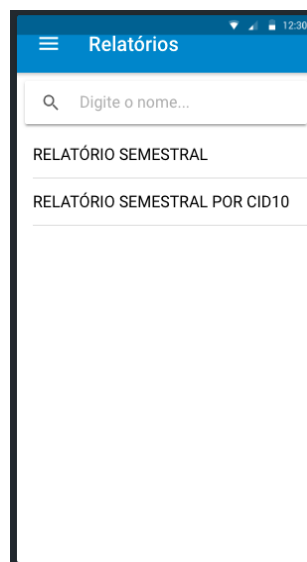 12:30
Relatórios
Digite o nome...
RELATÓRIO SEMESTRAL
RELATÓRIO SEMESTRAL POR CID10